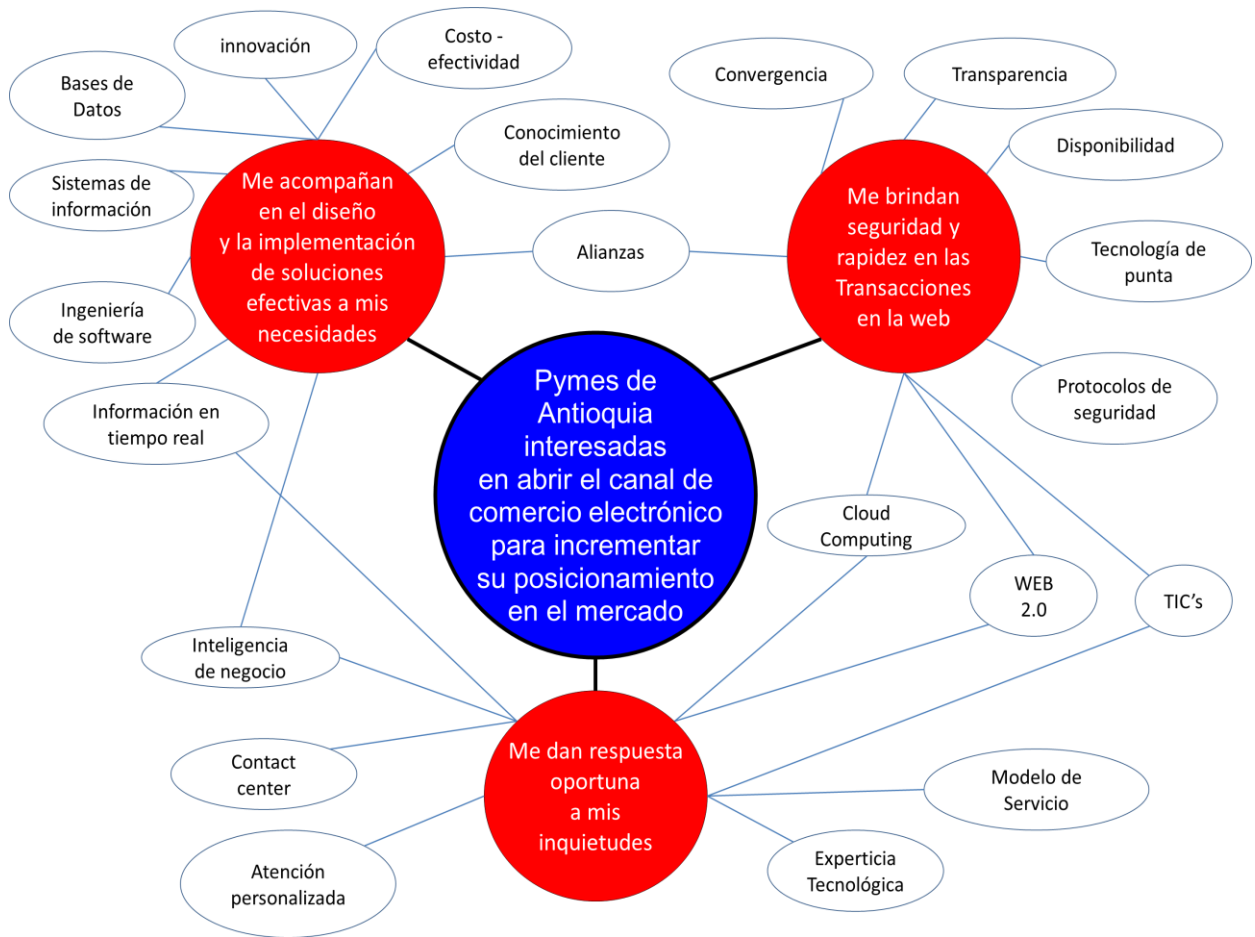 innovación
Costo -
efectividad
Convergencia
Transparencia
Bases de
Datos
Conocimiento
del cliente
Disponibilidad
Sistemas de
información
Me acompañan
en el diseño
y la implementación
de soluciones
efectivas a mis
necesidades
Alianzas
Me brindan
seguridad y
rapidez en las
Transacciones
en la web
Tecnología de
punta
Ingeniería
de software
Información en
tiempo real
Pymes de
Antioquia
interesadas
en abrir el canal de
comercio electrónico
para incrementar
su posicionamiento
en el mercado
Protocolos de
seguridad
Cloud
Computing
WEB
2.0
TIC’s
Inteligencia
de negocio
Contact
center
Me dan respuesta
oportuna
a mis
inquietudes
Modelo de
Servicio
Atención
personalizada
Experticia
Tecnológica